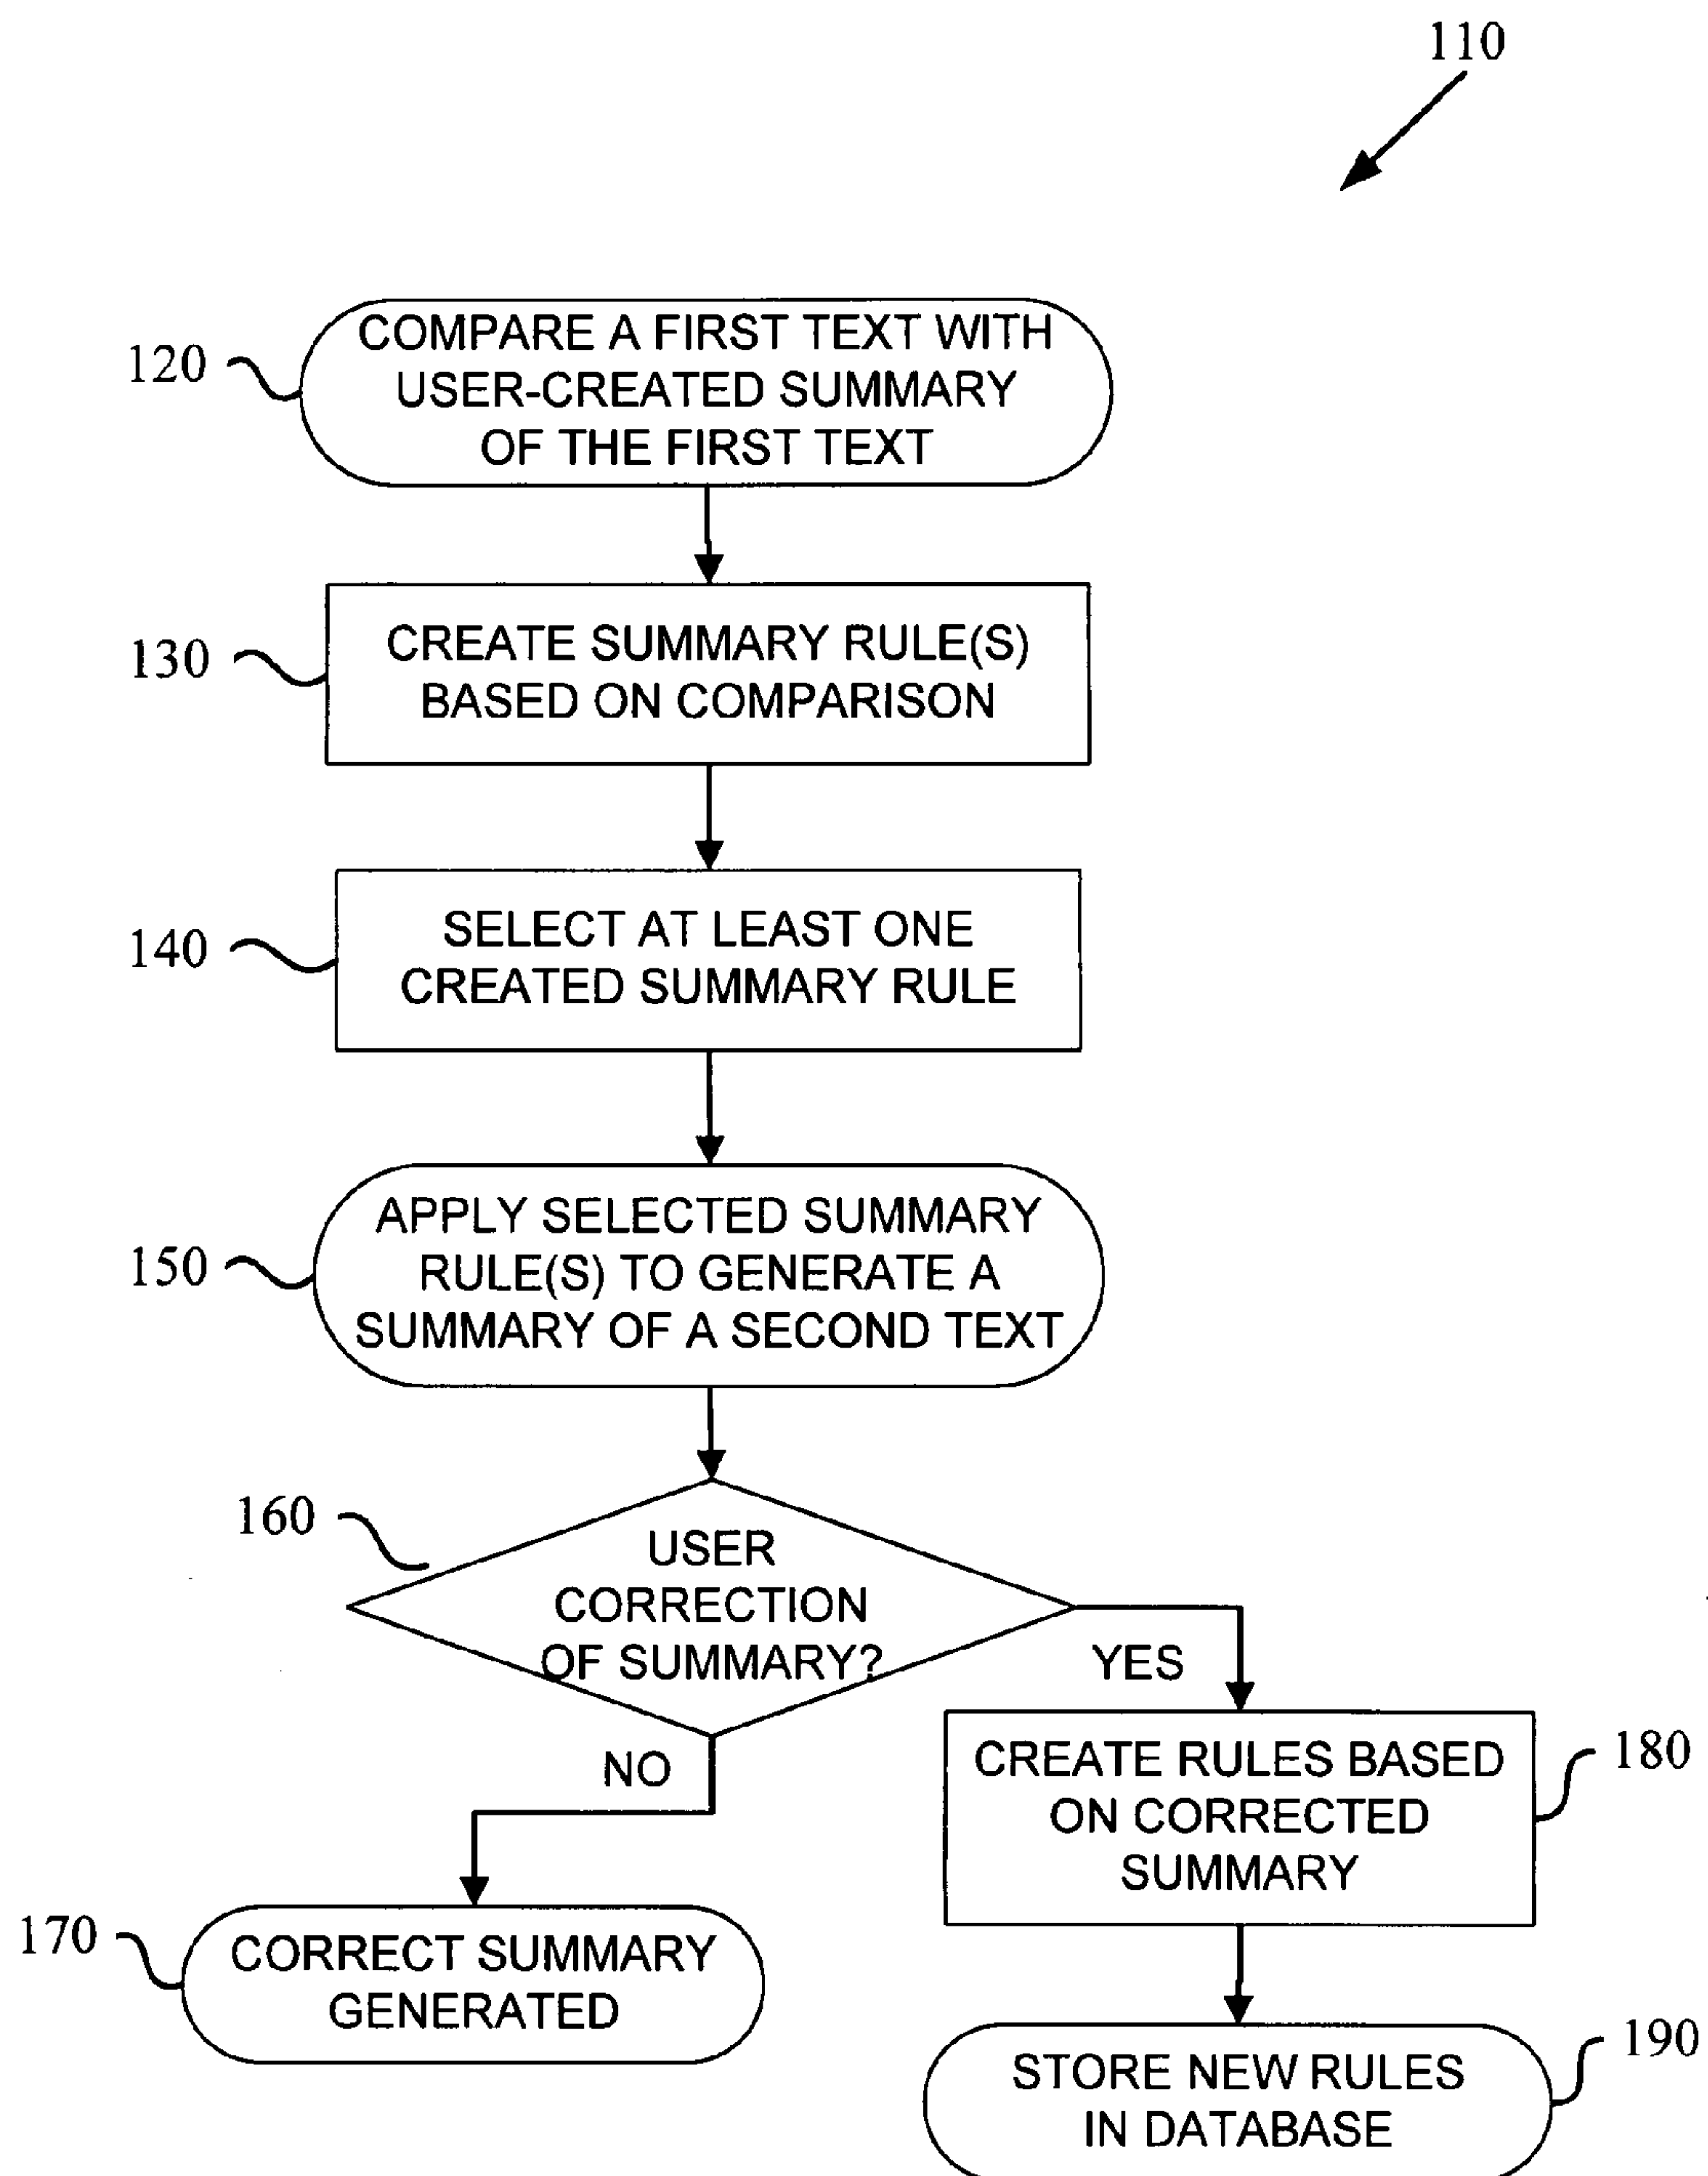 110
120
COMPARE A FIRST TEXT WITH
USER-CREATED SUMMARY
OF THE FIRST TEXT
130
CREATE SUMMARY RULE(S)
BASED ON COMPARISON
140
SELECT AT LEAST ONE
CREATED SUMMARY RULE
150
APPLY SELECTED SUMMARY
RULE(S) TO GENERATE A
SUMMARY OF A SECOND TEXT
160
USER
CORRECTION
OF SUMMARY?
YES
NO
180
CREATE RULES BASED
ON CORRECTED
SUMMARY
170
CORRECT SUMMARY
GENERATED
190
STORE NEW RULES
IN DATABASE